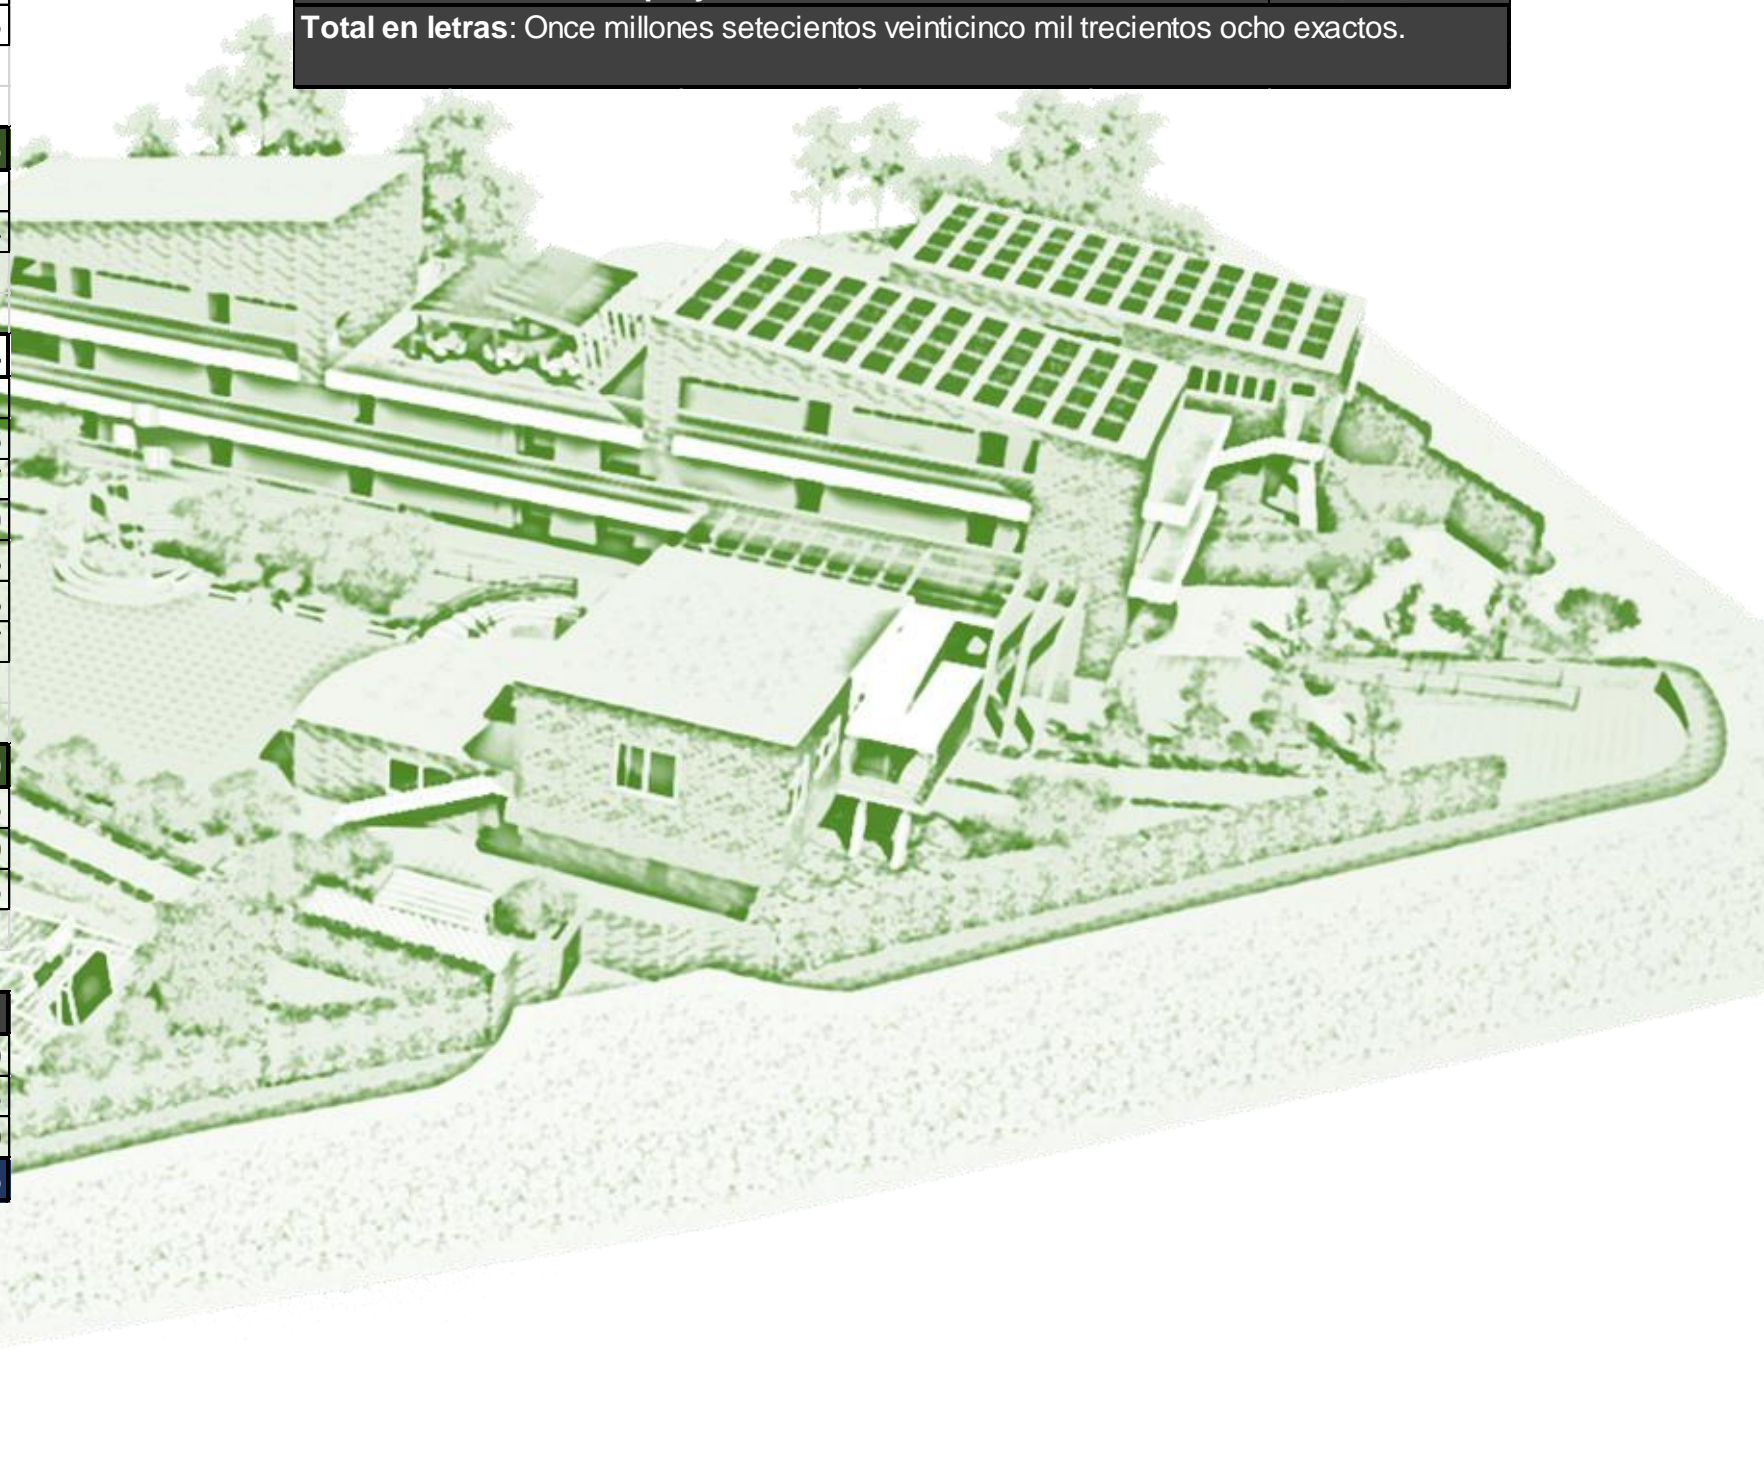 Total en letras: Once millones setecientos veinticinco mil trecientos ocho exactos.